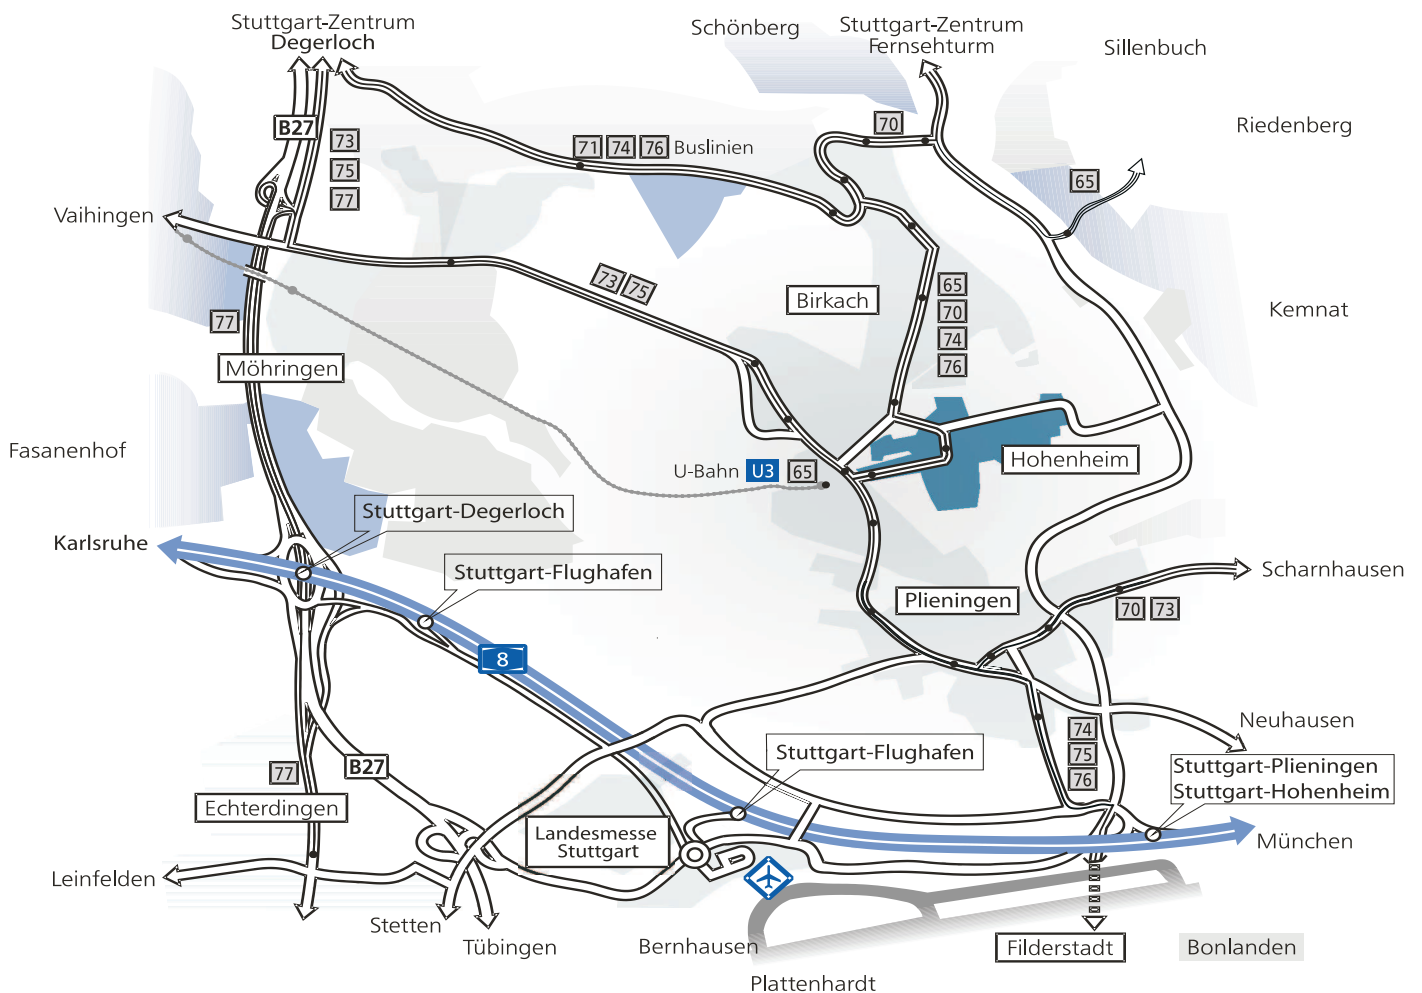 Stuttgart-Zentrum
Degerloch
Schönberg
Stuttgart-Zentrum
Fernsehturm
Sillenbuch
Riedenberg
B27
73
75
77
71 74 76 Buslinien
70
65
Vaihingen
73 75
Birkach
65
70
74
76
Kemnat
77
Möhringen
Fasanenhof
U-Bahn U3 65
Hohenheim
Stuttgart-Degerloch
Karlsruhe
Stuttgart-Flughafen
Plieningen
Scharnhausen
70 73
8
Neuhausen
74
75
76
Stuttgart-Flughafen
Stuttgart-Plieningen
Stuttgart-Hohenheim
77
B27
Echterdingen
Landesmesse
Stuttgart
München
Leinfelden
Stetten
Tübingen
Bernhausen
Filderstadt
Bonlanden
Plattenhardt